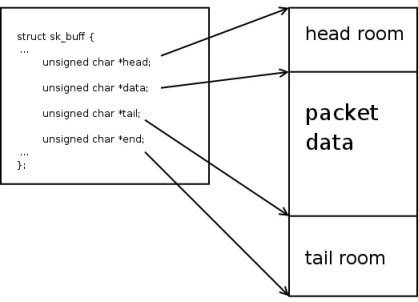 struct sk_buff {
...
unsigned char *head;
unsigned char *data;
unsigned char *tail;
unsigned char *end;
...
};
head room
packet
data
tail room